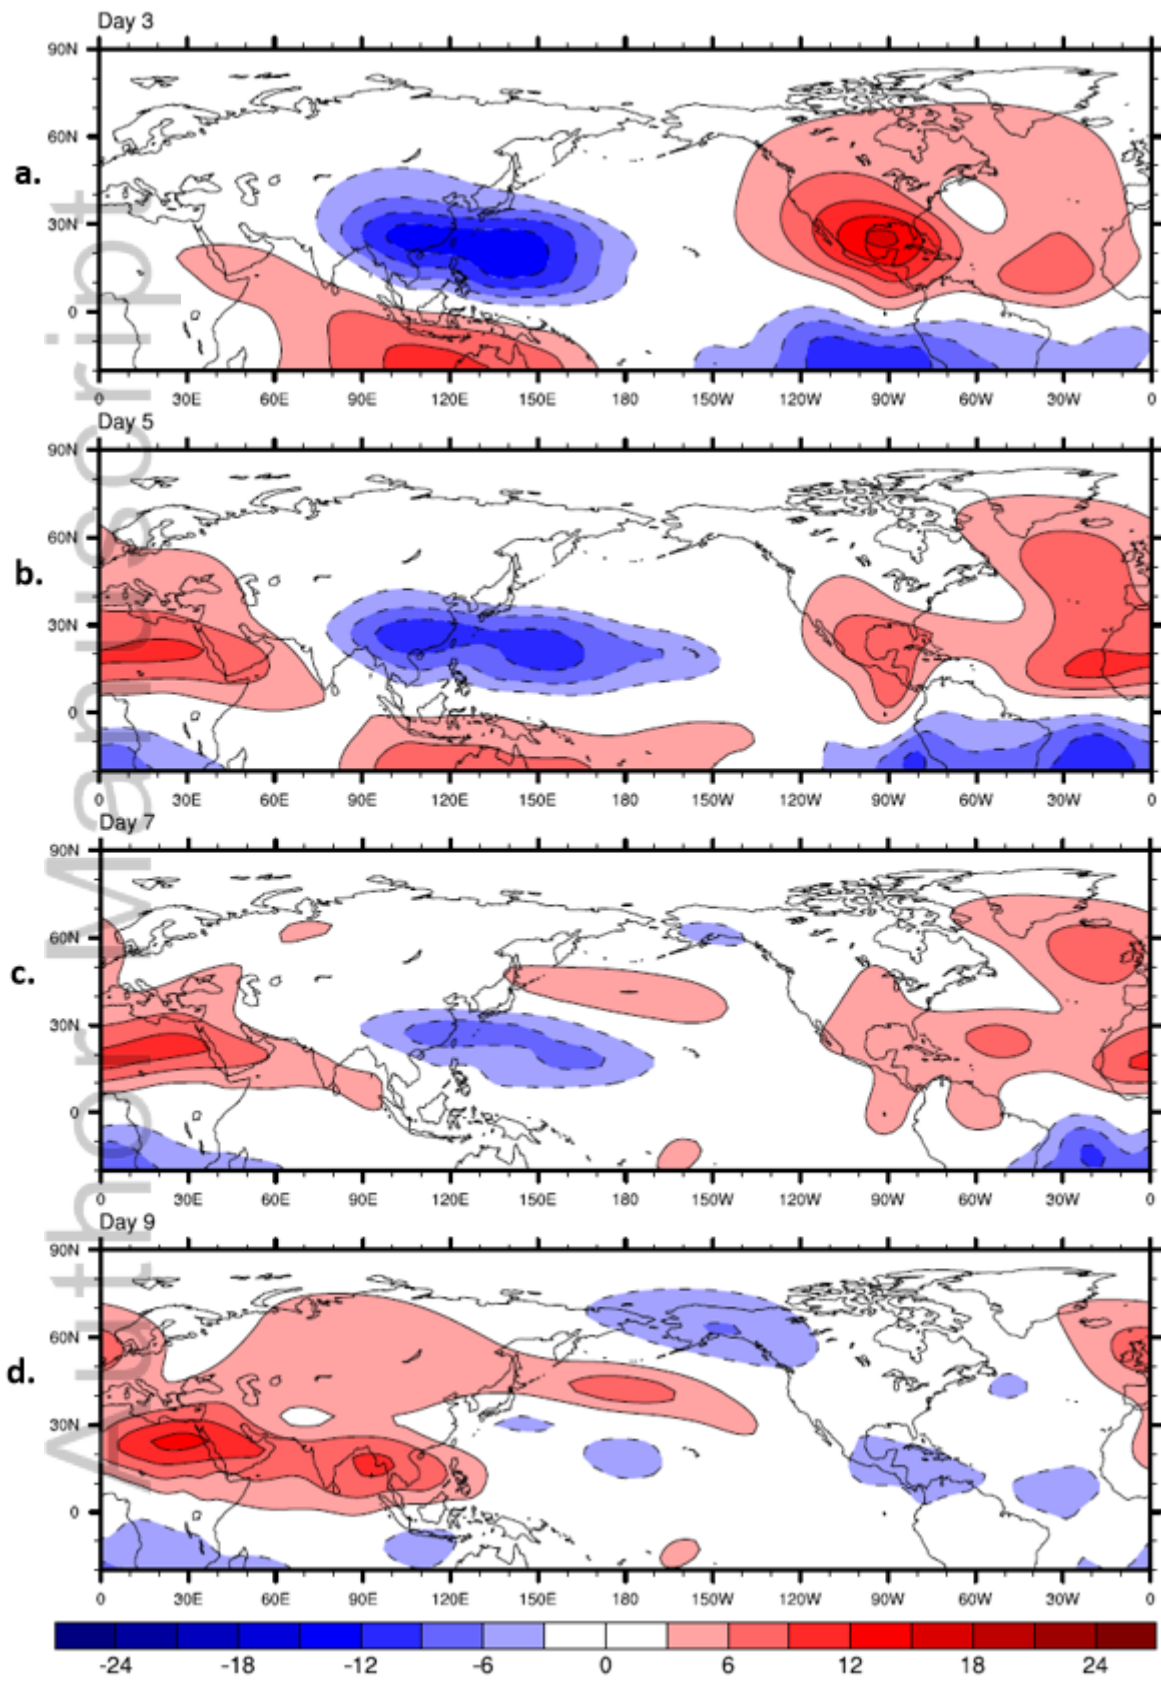 Day 3
90N
60N
a.
30N
0
0 30E 60E 90E 120E 150E 180 150W 120W 90W 60W 30W 0
Day 5
90N
60N
b.
30N
0
0 30E 60E 90E 120E 150E 180 150W 120W 90W 60W 30W 0
Day 7
90N
60N
c.
30N
0
0 30E 60E 90E 120E 150E 180 150W 120W 90W 60W 30W 0
Day 9
90N
60N
d.
30N
0
0 30E 60E 90E 120E 150E 180 150W 120W 90W 60W 30W 0
-24 -18 -12 -6 0 6 12 18 24
Author Manuscript